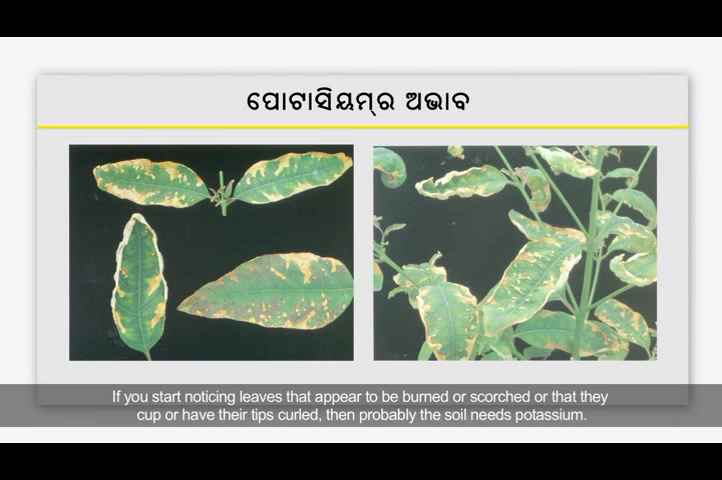 ପୋଟାସିୟମ୍‌ର ଅଭାବ
If you start noticing leaves that appear to be burned or scorched or that they
cup or have their tips curled, then probably the soil needs potassium.